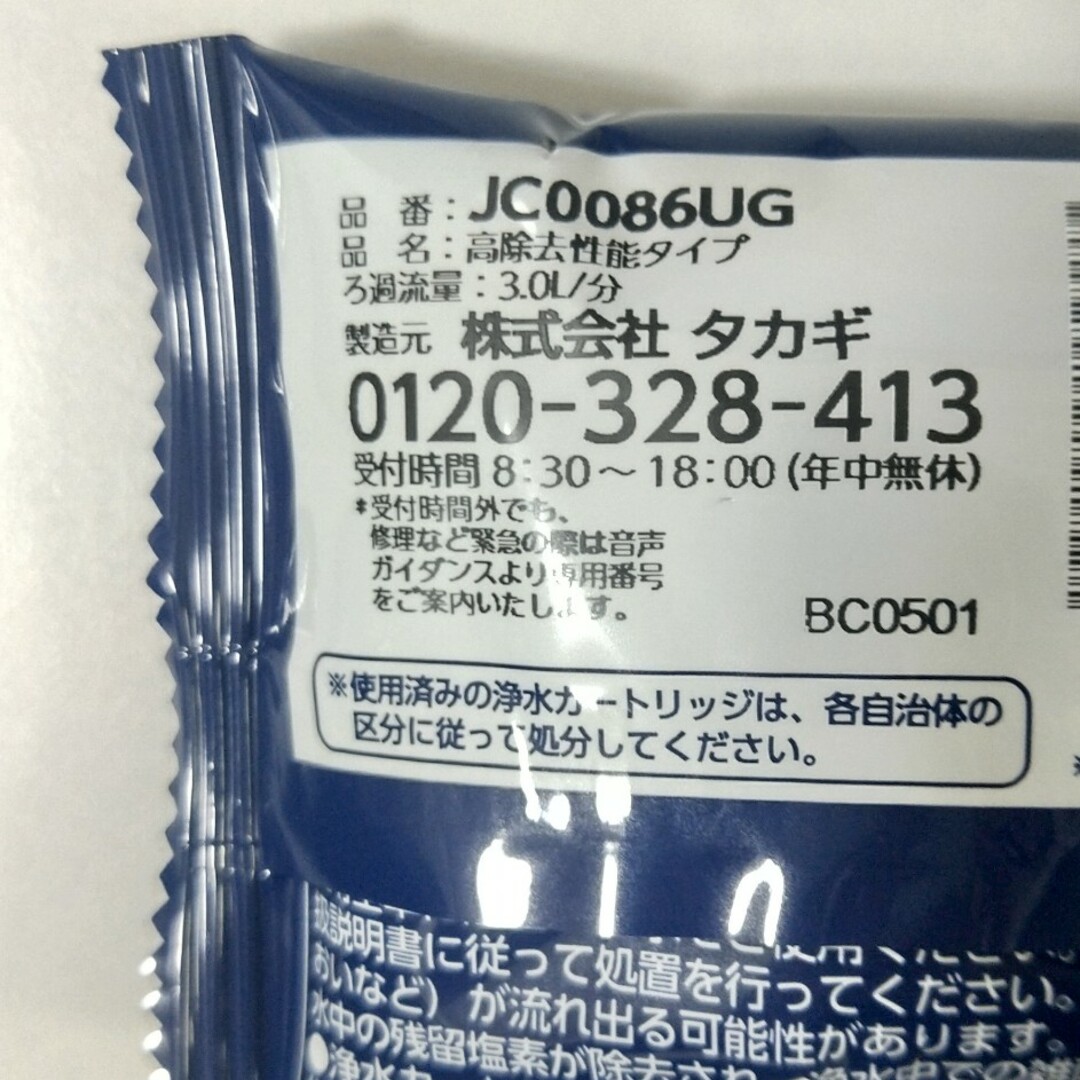 品 番：JC0086UG
品 名：高除去性能タイプ
ろ過流量：3.0L/分
製造元 株式会社 タカギ
0120-328-413
受付時間 8:30～18:00 (年中無休)
*受付時間外でも、
修理など緊急の際は音声
ガイダンスより専用番号
をご案内いたします。
BC0501
※使用済みの浄水カートリッジは、各自治体の
区分に従って処分してください。
扱説明書に従って処置を行ってください。
おいなど）が流れ出る可能性があります。
水中の残留塩素が除去され
●浄水カ